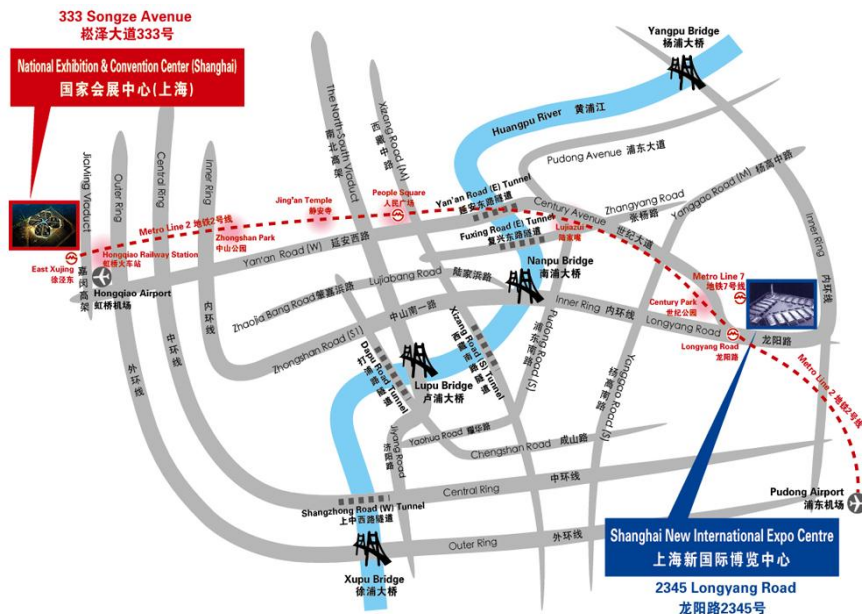 333 Songze Avenue
崧泽大道333号
National Exhibition & Convention Center (Shanghai)
国家会展中心(上海)
Yangpu Bridge
杨浦大桥
Huangpu River 黄浦江
Pudong Avenue 浦东大道
The North-South Viaduct
南北高架
Xizang Road (M)
西藏中路
JiaMing Viaduct
嘉闵高架
Outer Ring
Central Ring
Inner Ring
Metro Line 2 地铁2号线
Jing'an Temple
静安寺
People Square
人民广场
Yan'an Road (E) Tunnel
延安东路隧道
Century Avenue
世纪大道
Zhangyang Road
张杨路
Yanggao Road (M) 杨高中路
Inner Ring
内环线
Zhongshan Park
中山公园
Hongqiao Railway Station
虹桥火车站
East Xujing
徐泾东
Hongqiao Airport
虹桥机场
Yan'an Road (W) 延安西路
Fuxing Road (E) Tunnel
复兴东路隧道
Lujiazui
陆家嘴
Nanpu Bridge
南浦大桥
Lujiabang Road 陆家浜路
Zhaojia Bang Road 肇嘉浜路
Zhongshan Road (S1) 中山南一路
Metro Line 7
地铁7号线
Century Park
世纪公园
Inner Ring 内环线
Longyang Road 龙阳路
Longyang Road
龙阳路
Metro Line 2 地铁2号线
内环线
中环线
外环线
Dapu Road Tunnel
打浦路隧道
Xizang Road (S) Tunnel
西藏南路隧道
Pudong Road (S)
浦东南路
Yanggao Road (S)
杨高南路
Lupu Bridge
卢浦大桥
Jiyang Road
济阳路
Yaohua Road 耀华路
Chengshan Road 成山路
Central Ring 中环线
Shangzhong Road (W) Tunnel
上中西路隧道
Outer Ring 外环线
Xupu Bridge
徐浦大桥
Pudong Airport
浦东机场
Shanghai New International Expo Centre
上海新国际博览中心
2345 Longyang Road
龙阳路2345号